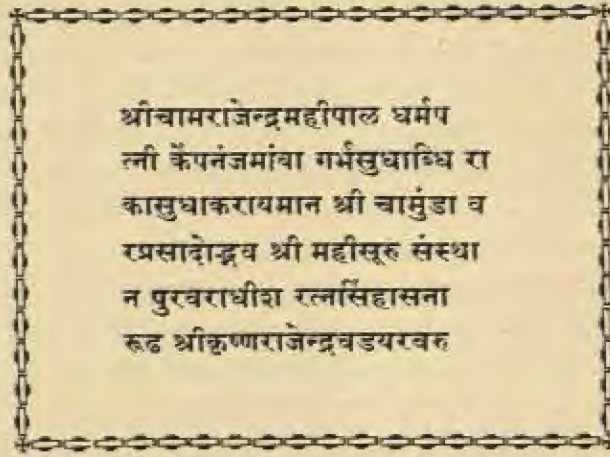 श्रीचामराजेन्द्रमहीपाल धर्मप
त्नी केंपनंजमांबा गर्भसुधाब्धि रा
कासुधाकरायमान श्री चामुंडा व
रप्रसादोद्भव श्री महीसूरु संस्था
न पुरवराधीश रत्नसिंहासना
रूढ श्रीकृष्णराजेन्द्रवडयरवरु